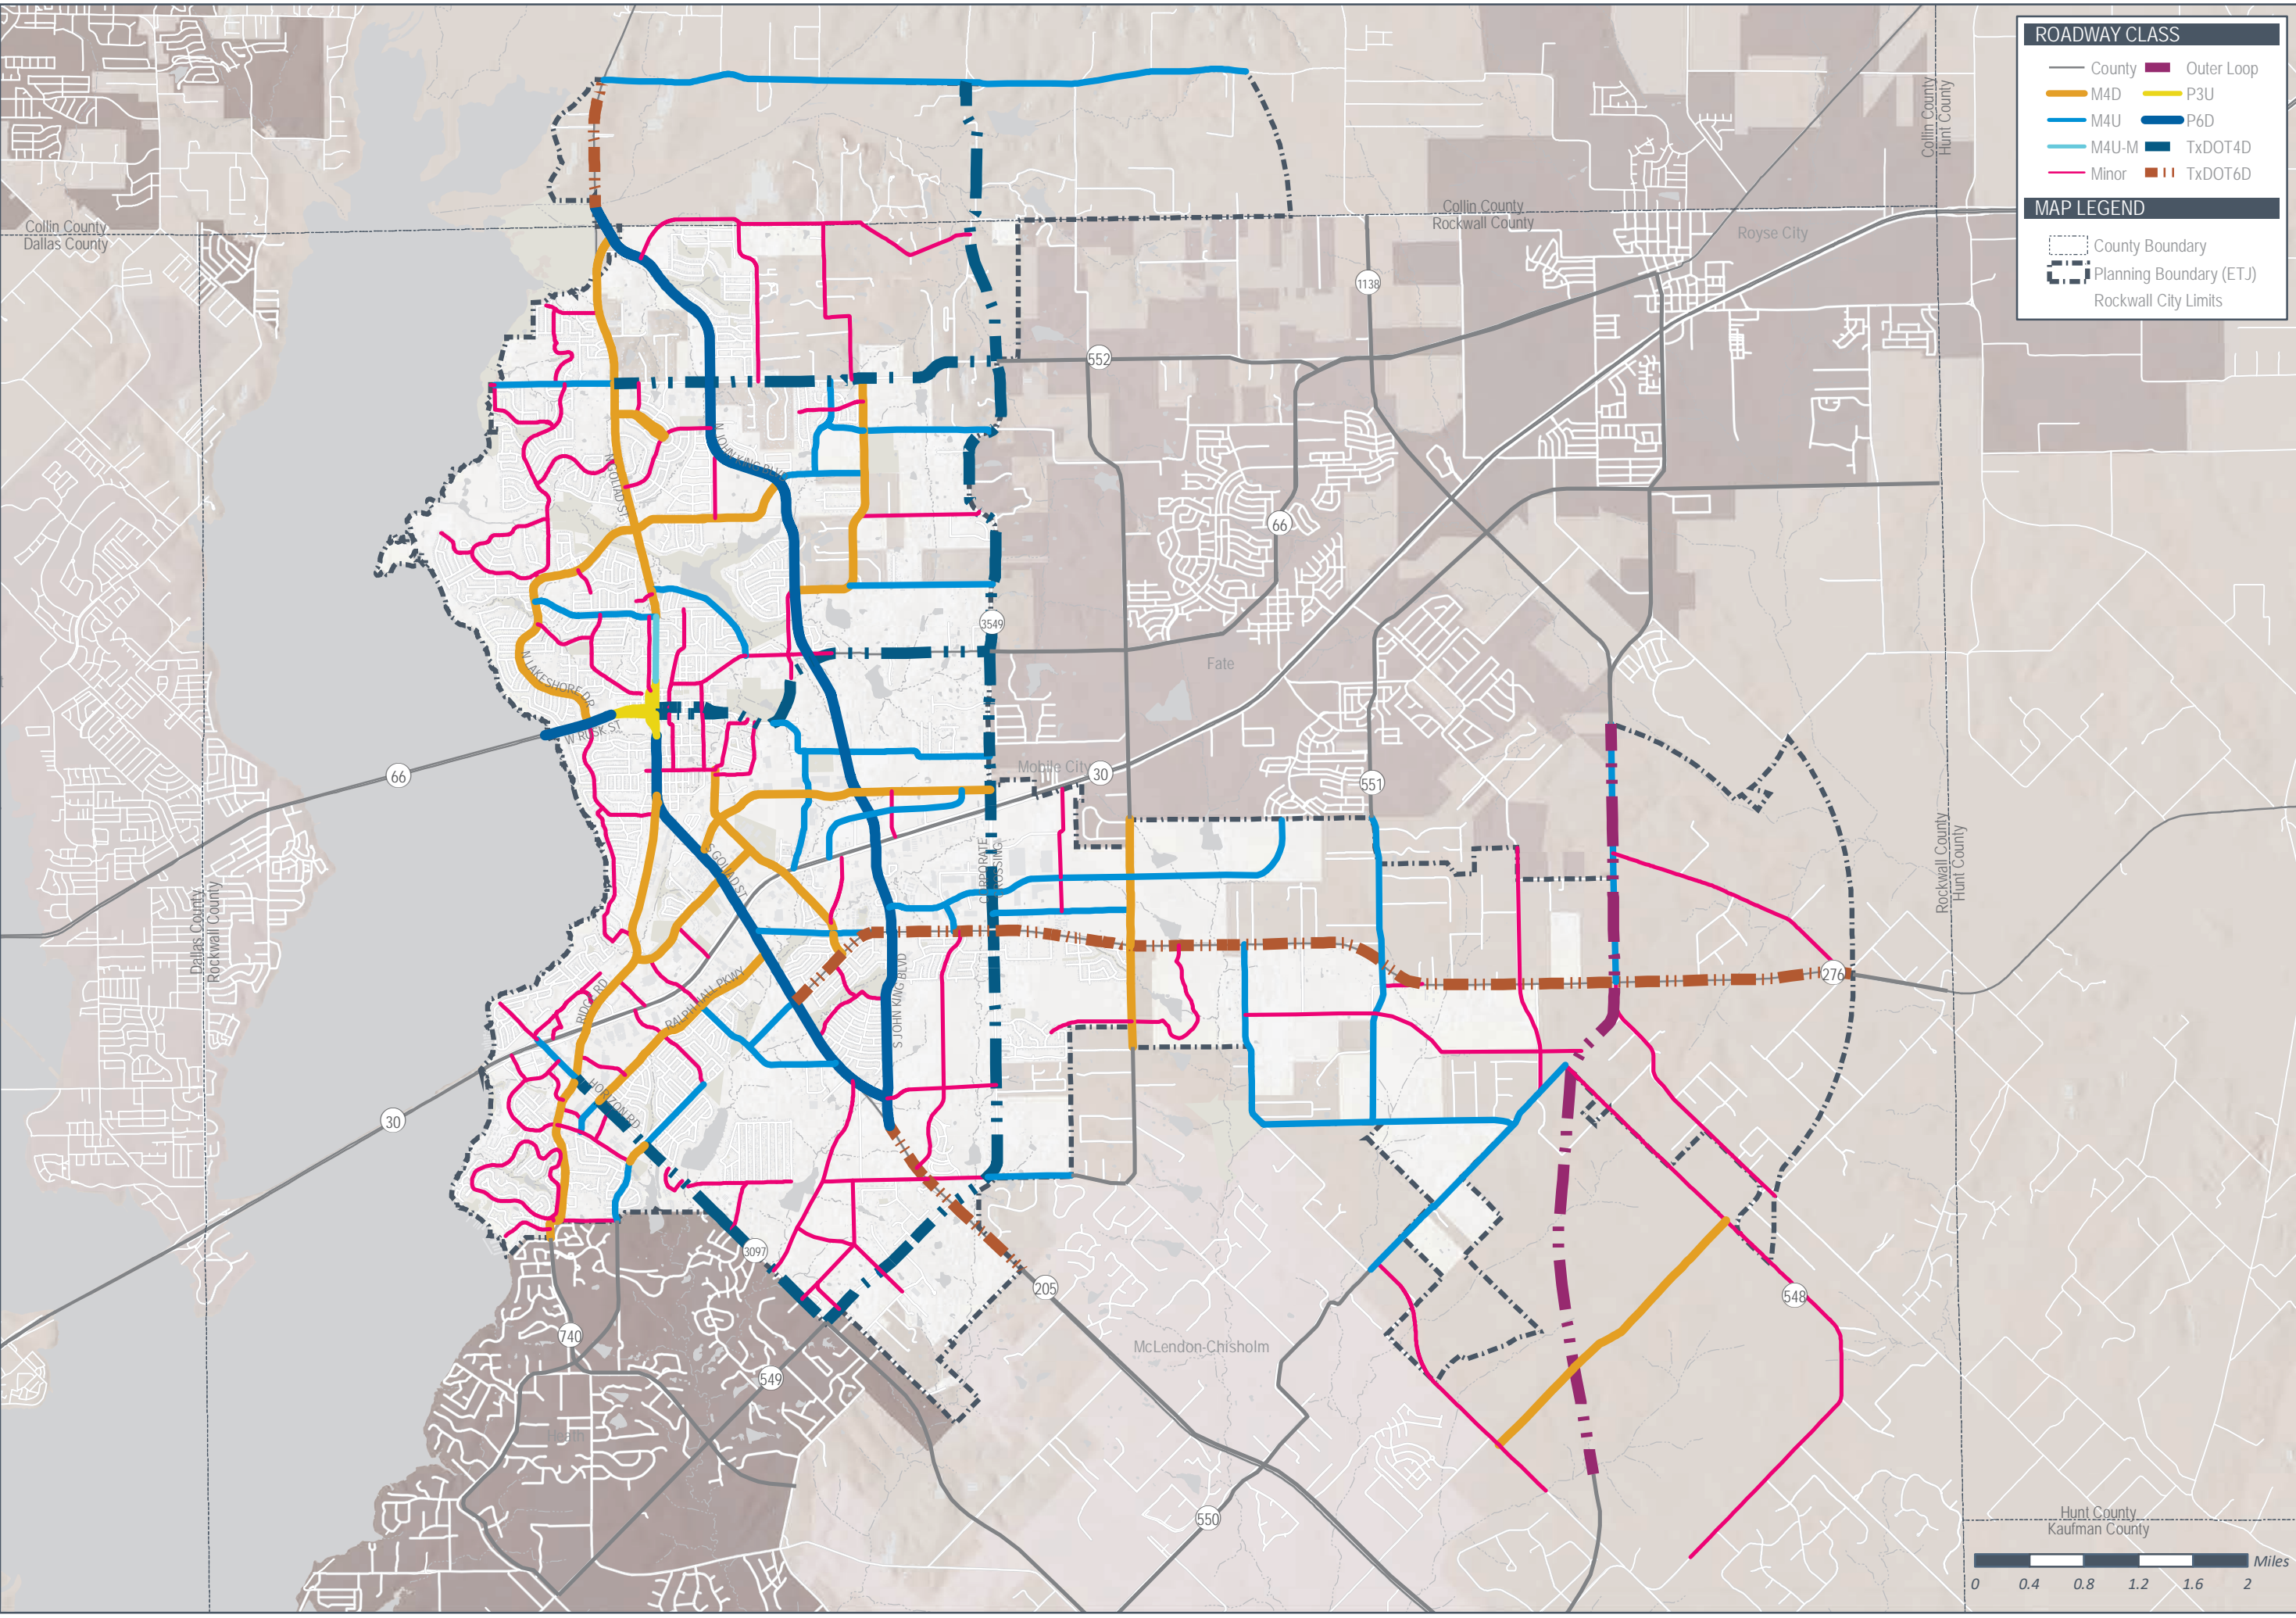 ROADWAY CLASS
County
Outer Loop
M4D
P3U
M4U
P6D
M4U-M
TxDOT4D
Minor
TxDOT6D
MAP LEGEND
County Boundary
Planning Boundary (ETJ)
Rockwall City Limits
Collin County
Hunt County
Collin County
Dallas County
Collin County
Rockwall County
Royse City
1138
552
N JOHN KING BLVD
N GOLIAD ST
66
3549
Fate
N LAKESHORE DR
W RUSK ST
66
Mobile City
30
551
S GOLIAD ST
CORPORATE
CROSSING
Rockwall County
Hunt County
Dallas County
Rockwall County
276
RIDGE RD
RALPH HALL PKWY
S JOHN KING BLVD
HORIZON RD
30
3097
205
548
740
McLendon-Chisholm
549
Heath
550
Hunt County
Kaufman County
Miles
0 0.4 0.8 1.2 1.6 2